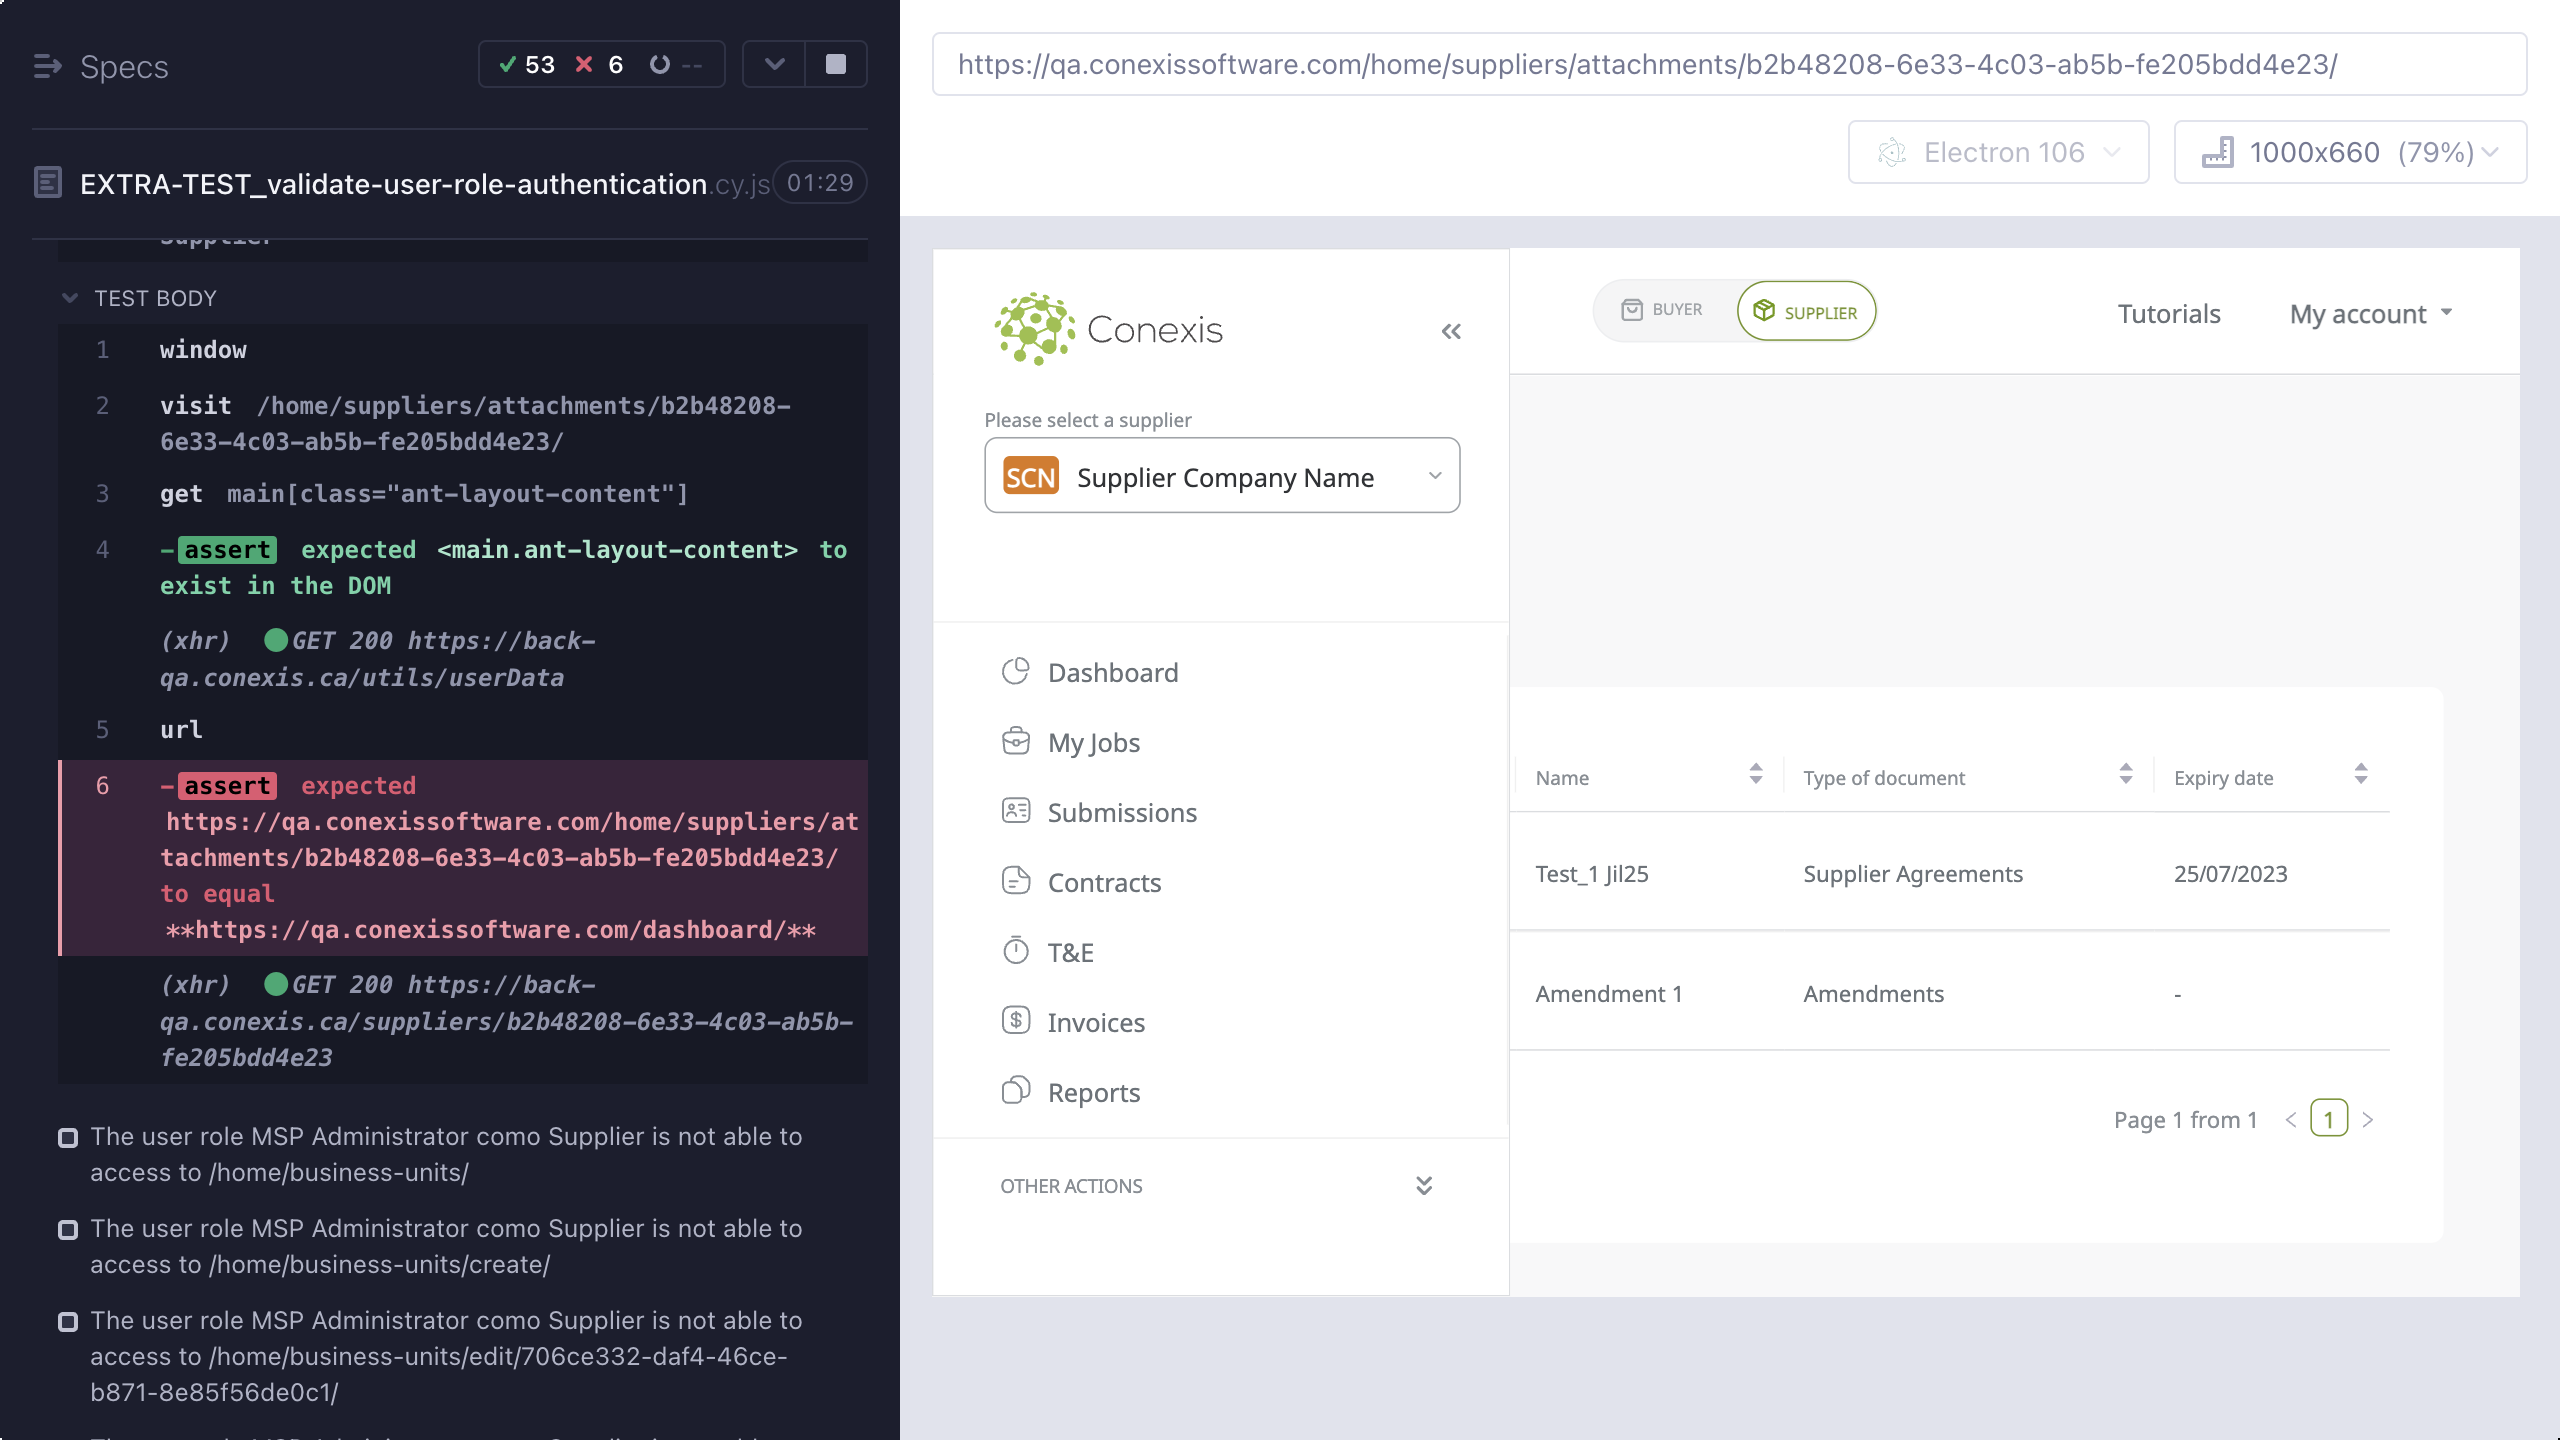 Specs
53 6 --
EXTRA-TEST_validate-user-role-authentication.cy.js 01:29
Supplier
TEST BODY
1 window
2 visit /home/suppliers/attachments/b2b48208-
6e33-4c03-ab5b-fe205bdd4e23/
3 get main[class="ant-layout-content"]
4 -assert expected <main.ant-layout-content> to
exist in the DOM
(xhr) GET 200 https://back-
qa.conexis.ca/utils/userData
5 url
6 -assert expected
https://qa.conexissoftware.com/home/suppliers/at
tachments/b2b48208-6e33-4c03-ab5b-fe205bdd4e23/
to equal
**https://qa.conexissoftware.com/dashboard/**
(xhr) GET 200 https://back-
qa.conexis.ca/suppliers/b2b48208-6e33-4c03-ab5b-
fe205bdd4e23
The user role MSP Administrator como Supplier is not able to
access to /home/business-units/
The user role MSP Administrator como Supplier is not able to
access to /home/business-units/create/
The user role MSP Administrator como Supplier is not able to
access to /home/business-units/edit/706ce332-daf4-46ce-
b871-8e85f56de0c1/
https://qa.conexissoftware.com/home/suppliers/attachments/b2b48208-6e33-4c03-ab5b-fe205bdd4e23/
Electron 106
1000x660 (79%)
Conexis
BUYER
SUPPLIER
Tutorials
My account
Please select a supplier
SCN Supplier Company Name
Dashboard
My Jobs
Submissions
Contracts
T&E
Invoices
Reports
OTHER ACTIONS
Name Type of document Expiry date
Test_1 Jil25 Supplier Agreements 25/07/2023
Amendment 1 Amendments -
Page 1 from 1 < 1 >